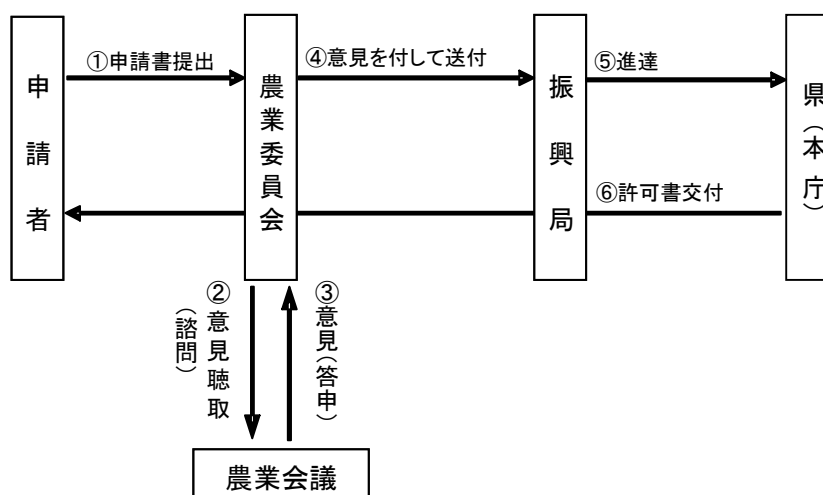 申請者
①申請書提出
農業委員会
④意見を付して送付
振興局
⑤進達
県(本庁)
⑥許可書交付
②意見聴取
(諮問)
③意見(答申)
農業会議